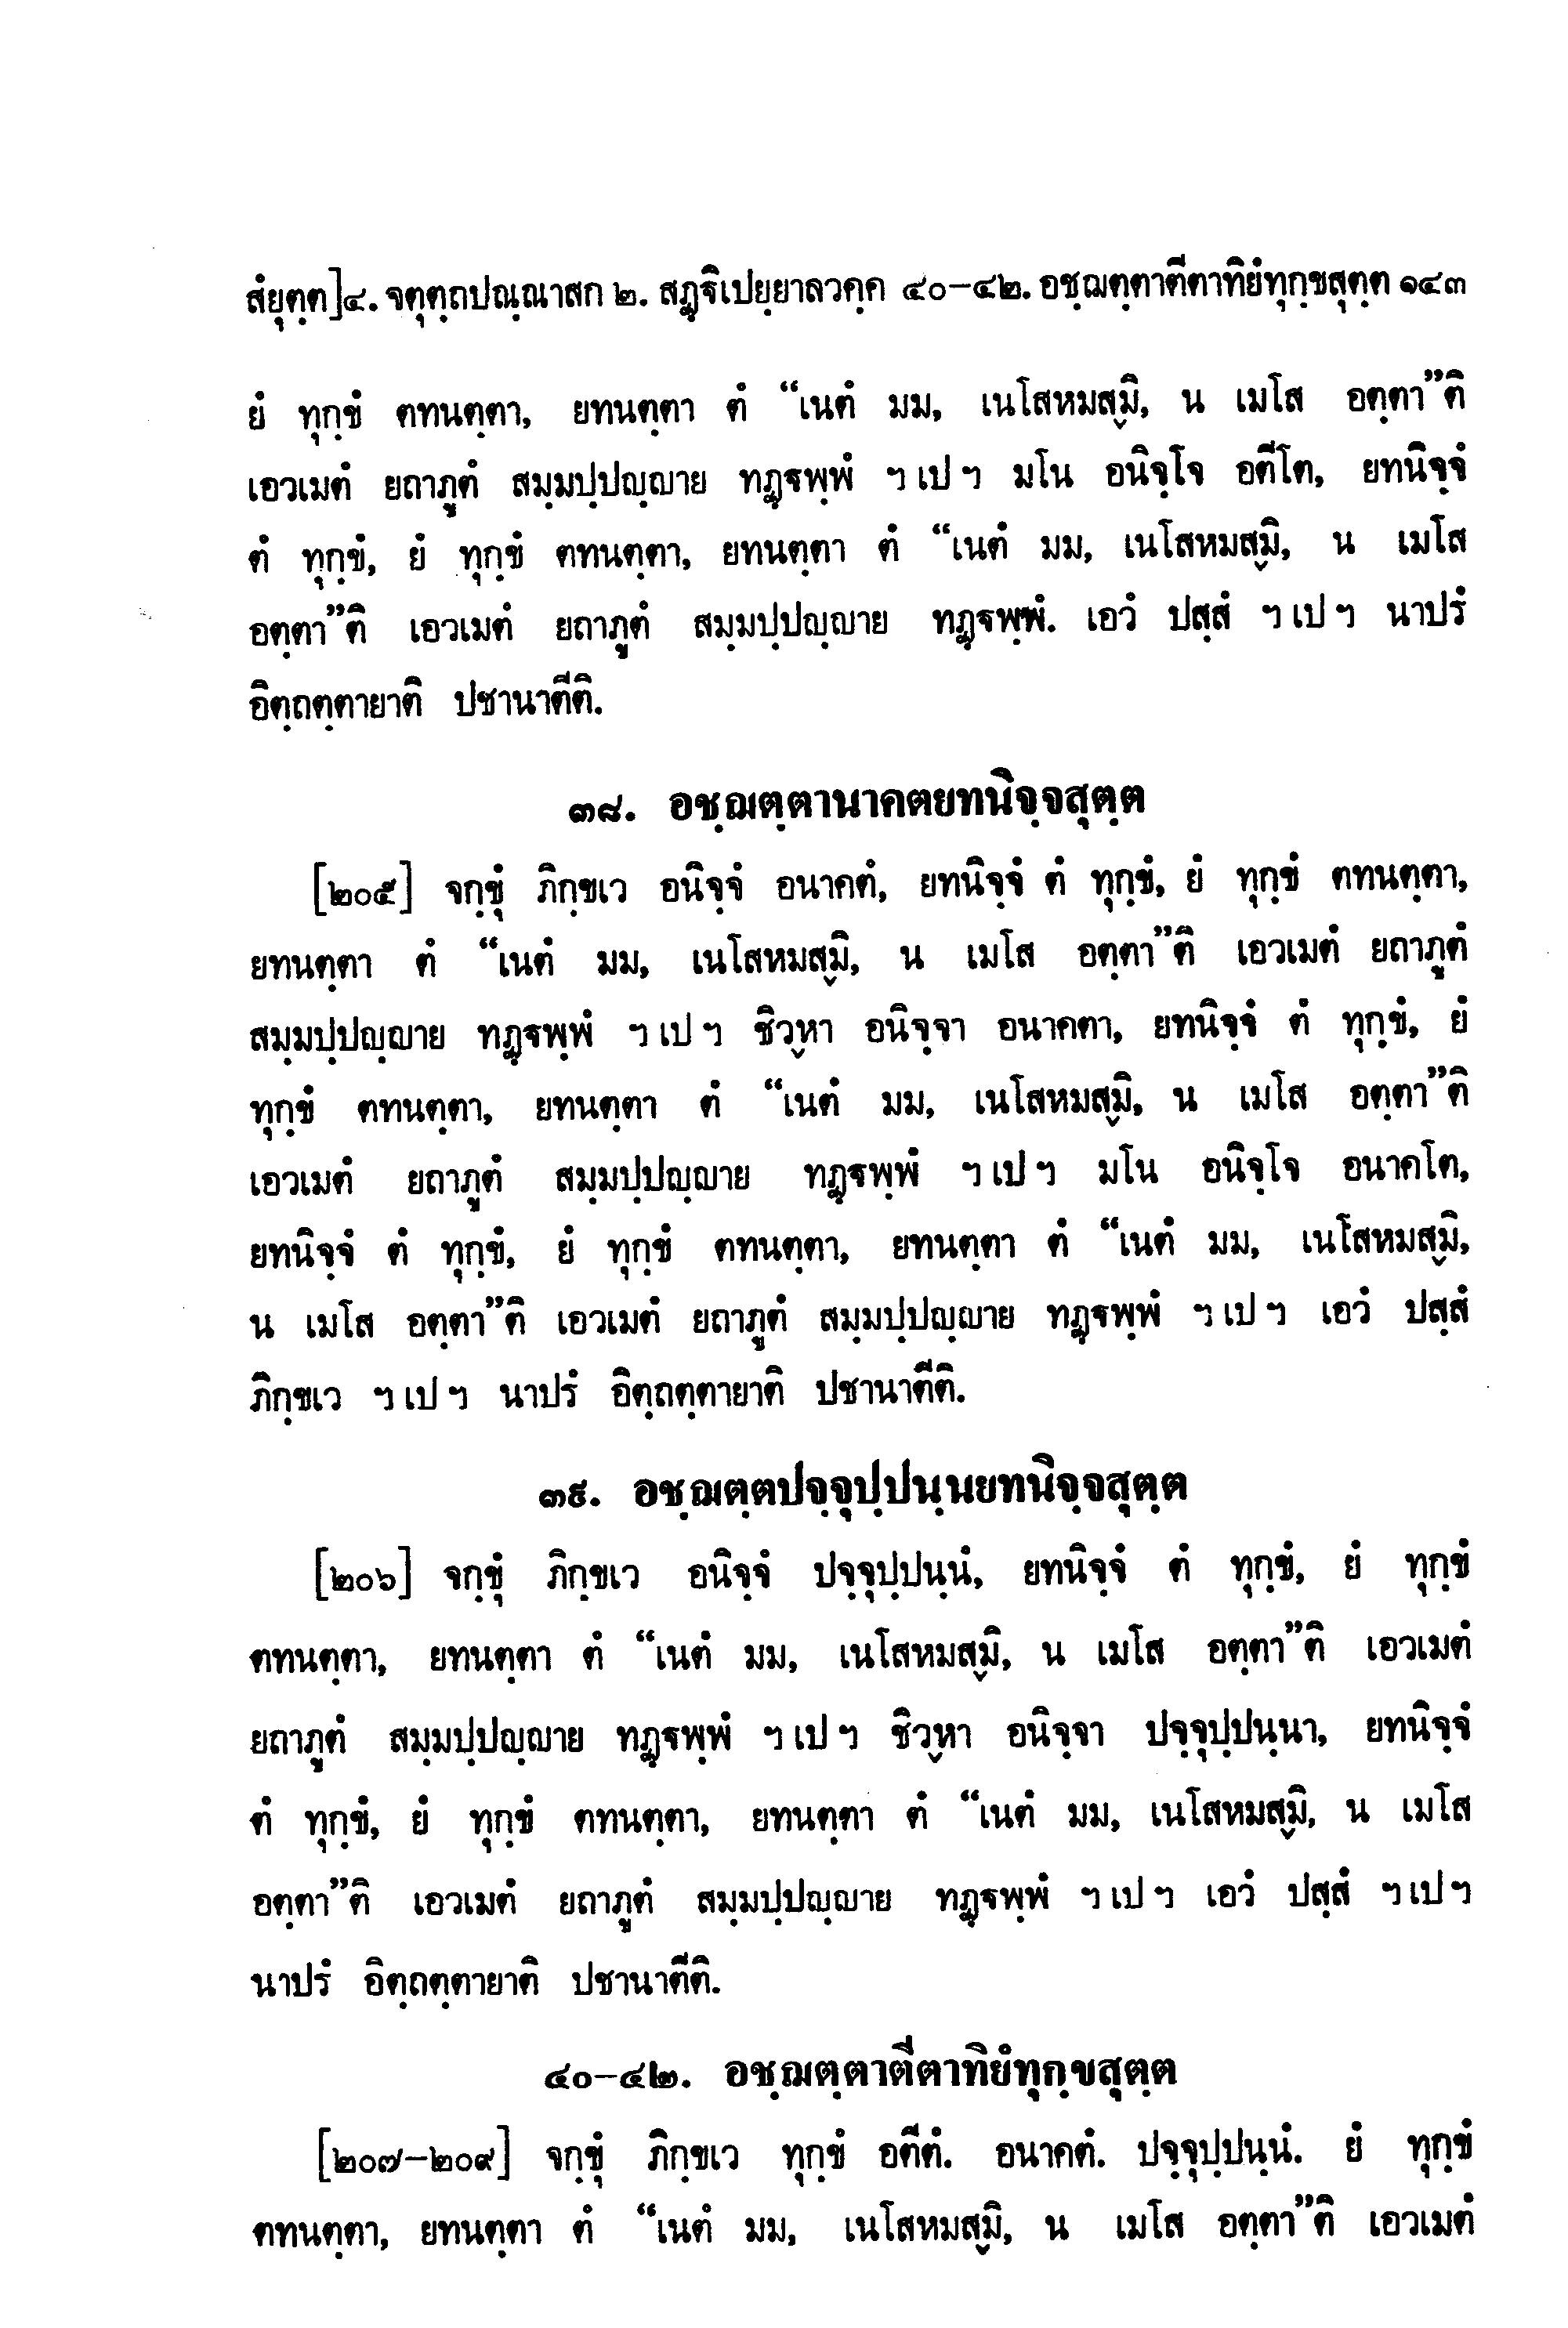 สํยุตฺต]๔. จตุตฺถปณฺณาสก ๒. สฏฺฐิเปยฺยาลวคฺค ๔๐-๔๒. อชฺฌตฺตาตีตาทิยํทุกฺขสุตฺต ๑๔๓
ยํ ทุกฺขํ ตทนตฺตา, ยทนตฺตา ตํ “เนตํ มม, เนโสหมสฺมิ, น เมโส อตฺตา”ติ
เอวเมตํ ยถาภูตํ สมฺมปฺปญฺญาย ทฏฺฐพฺพํ ฯ เป ฯ มโน อนิจฺโจ อตีโต, ยทนิจฺจํ
ตํ ทุกฺขํ, ยํ ทุกฺขํ ตทนตฺตา, ยทนตฺตา ตํ “เนตํ มม, เนโสหมสฺมิ, น เมโส
อตฺตา”ติ เอวเมตํ ยถาภูตํ สมฺมปฺปญฺญาย ทฏฺฐพฺพํ. เอวํ ปสฺสํ ฯ เป ฯ นาปรํ
อิตฺถตฺตายาติ ปชานาตีติ.
๓๘. อชฺฌตฺตานาคตยทนิจฺจสุตฺต
[๒๐๕] จกฺขุํ ภิกฺขเว อนิจฺจํ อนาคตํ, ยทนิจฺจํ ตํ ทุกฺขํ, ยํ ทุกฺขํ ตทนตฺตา,
ยทนตฺตา ตํ “เนตํ มม, เนโสหมสฺมิ, น เมโส อตฺตา”ติ เอวเมตํ ยถาภูตํ
สมฺมปฺปญฺญาย ทฏฺฐพฺพํ ฯ เป ฯ ชิวฺหา อนิจฺจา อนาคตา, ยทนิจฺจํ ตํ ทุกฺขํ, ยํ
ทุกฺขํ ตทนตฺตา, ยทนตฺตา ตํ “เนตํ มม, เนโสหมสฺมิ, น เมโส อตฺตา”ติ
เอวเมตํ ยถาภูตํ สมฺมปฺปญฺญาย ทฏฺฐพฺพํ ฯ เป ฯ มโน อนิจฺโจ อนาคโต,
ยทนิจฺจํ ตํ ทุกฺขํ, ยํ ทุกฺขํ ตทนตฺตา, ยทนตฺตา ตํ “เนตํ มม, เนโสหมสฺมิ,
น เมโส อตฺตา”ติ เอวเมตํ ยถาภูตํ สมฺมปฺปญฺญาย ทฏฺฐพฺพํ ฯ เป ฯ เอวํ ปสฺสํ
ภิกฺขเว ฯ เป ฯ นาปรํ อิตฺถตฺตายาติ ปชานาตีติ.
๓๙. อชฺฌตฺตปจฺจุปฺปนฺนยทนิจฺจสุตฺต
[๒๐๖] จกฺขุํ ภิกฺขเว อนิจฺจํ ปจฺจุปฺปนฺนํ, ยทนิจฺจํ ตํ ทุกฺขํ, ยํ ทุกฺขํ
ตทนตฺตา, ยทนตฺตา ตํ “เนตํ มม, เนโสหมสฺมิ, น เมโส อตฺตา”ติ เอวเมตํ
ยถาภูตํ สมฺมปฺปญฺญาย ทฏฺฐพฺพํ ฯ เป ฯ ชิวฺหา อนิจฺจา ปจฺจุปฺปนฺนา, ยทนิจฺจํ
ตํ ทุกฺขํ, ยํ ทุกฺขํ ตทนตฺตา, ยทนตฺตา ตํ “เนตํ มม, เนโสหมสฺมิ, น เมโส
อตฺตา”ติ เอวเมตํ ยถาภูตํ สมฺมปฺปญฺญาย ทฏฺฐพฺพํ ฯ เป ฯ เอวํ ปสฺสํ ฯ เป ฯ
นาปรํ อิตฺถตฺตายาติ ปชานาตีติ.
๔๐-๔๒. อชฺฌตฺตาตีตาทิยํทุกฺขสุตฺต
[๒๐๗-๒๐๙] จกฺขุํ ภิกฺขเว ทุกฺขํ อตีตํ. อนาคตํ. ปจฺจุปฺปนฺนํ. ยํ ทุกฺขํ
ตทนตฺตา, ยทนตฺตา ตํ “เนตํ มม, เนโสหมสฺมิ, น เมโส อตฺตา”ติ เอวเมตํ